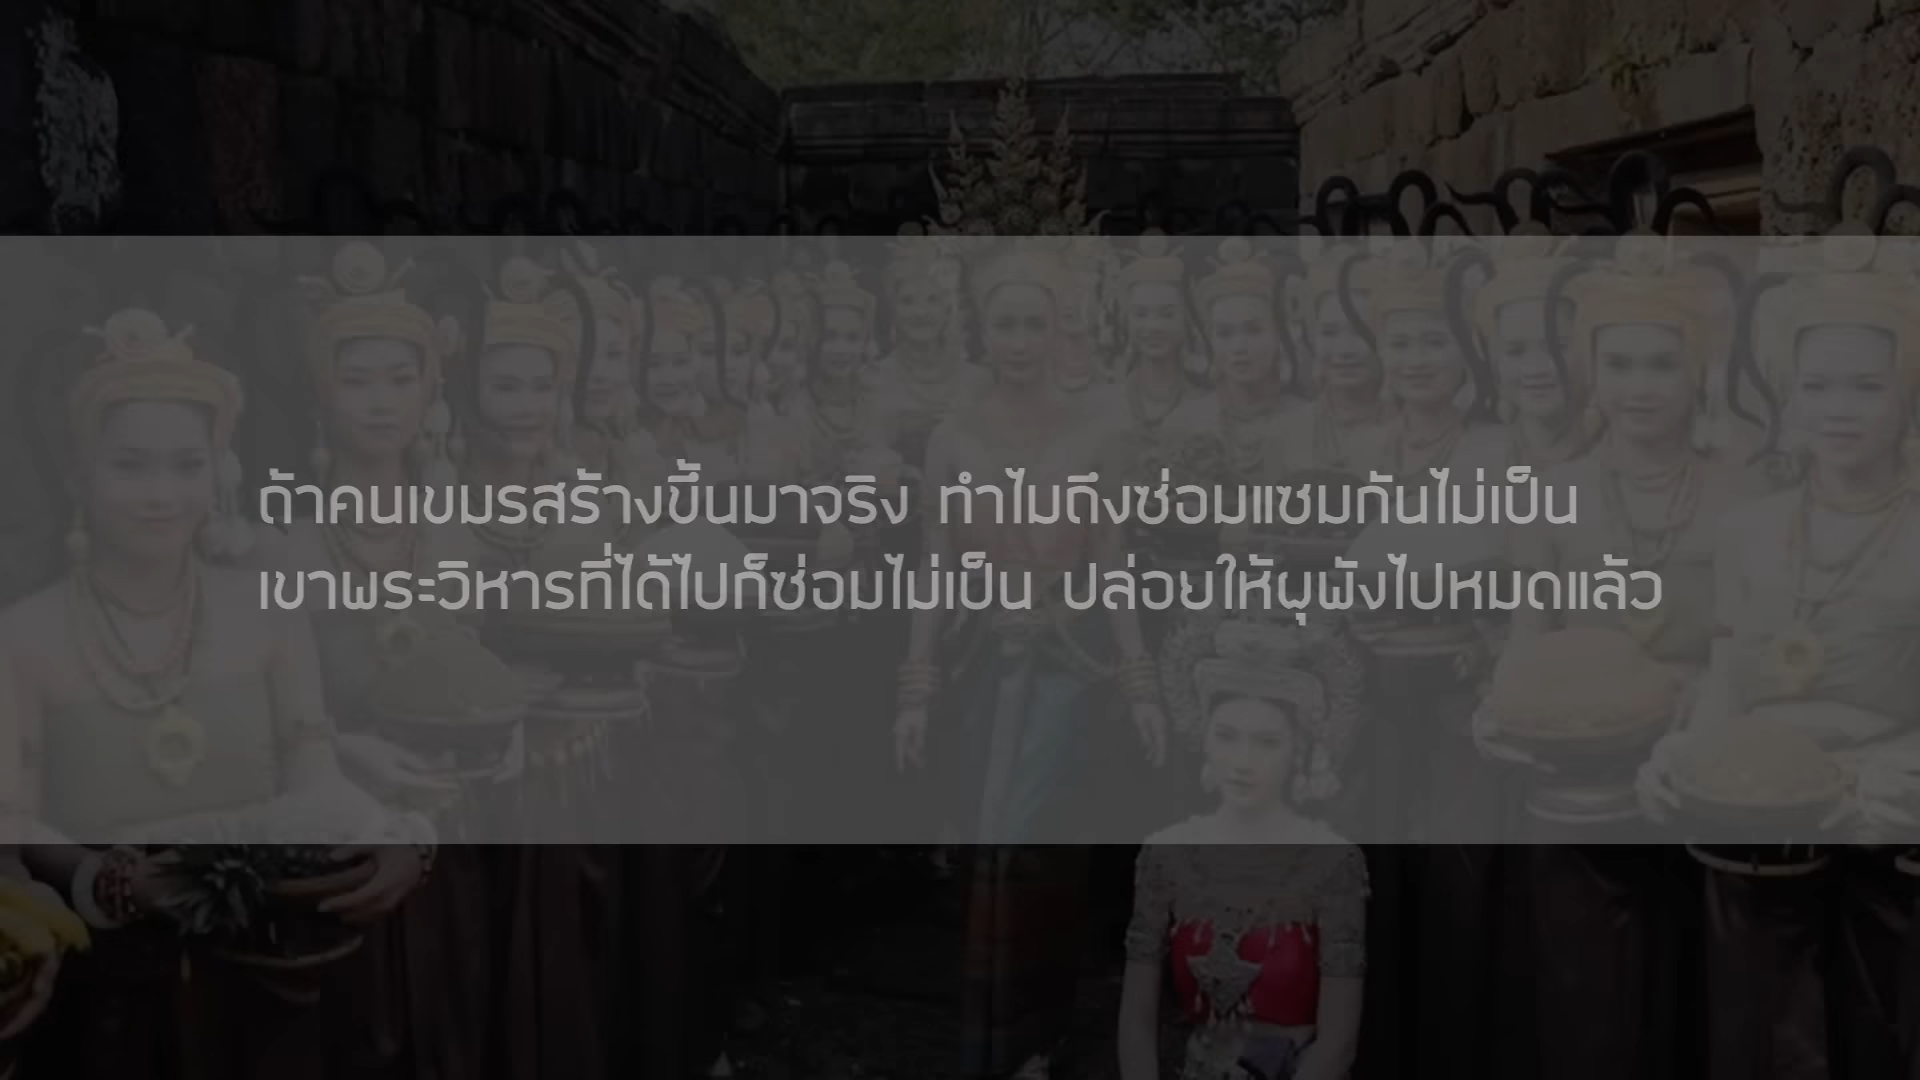 ถ้าคนเขมรสร้างขึ้นมาจริง ทำไมถึงซ่อมแซมกันไม่เป็น
เขาพระวิหารที่ได้ไปก็ซ่อมไม่เป็น ปล่อยให้ผุพังไปหมดแล้ว